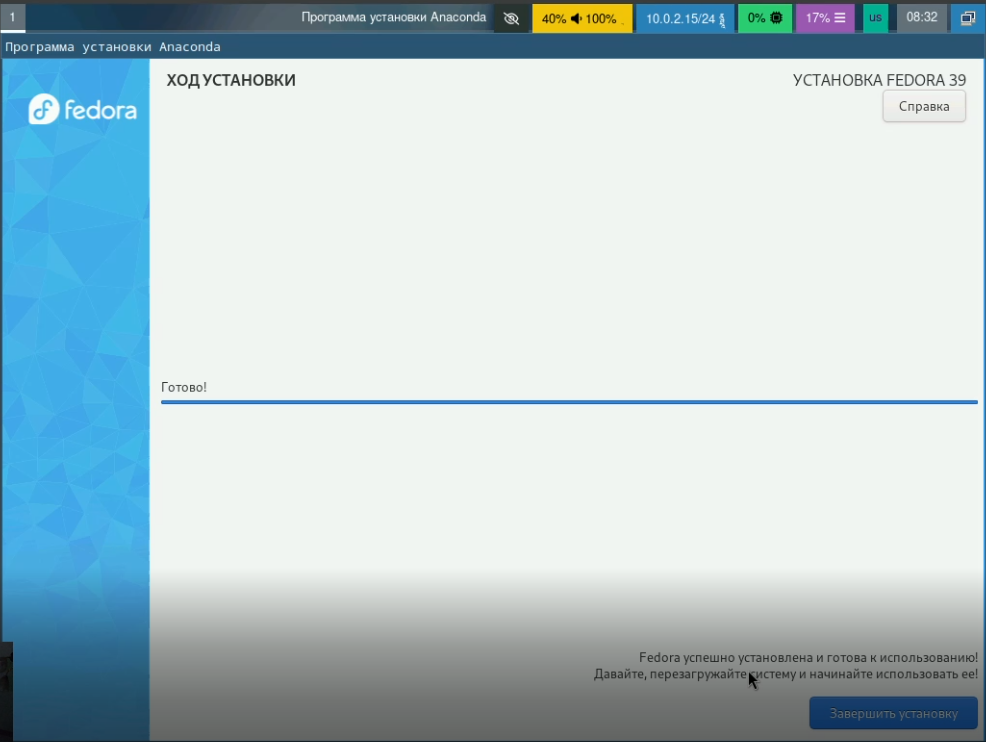 1
Программа установки Anaconda
40% 100%
10.0.2.15/24
0%
17%
us
08:32
Программа установки Anaconda
fedora
ХОД УСТАНОВКИ
УСТАНОВКА FEDORA 39
Справка
Готово!
Fedora успешно установлена и готова к использованию!
Давайте, перезагружайте систему и начинайте использовать ее!
Завершить установку